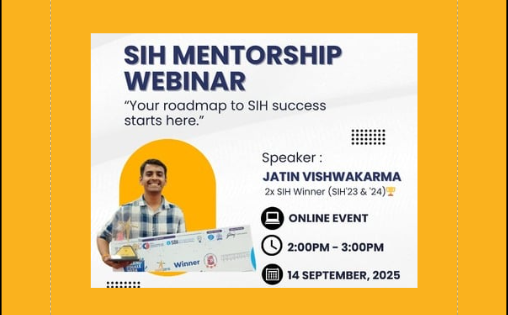 SIH MENTORSHIP
WEBINAR
“Your roadmap to SIH success
starts here.”
Speaker :
JATIN VISHWAKARMA
2x SIH Winner (SIH'23 & '24)🏆
ONLINE EVENT
2:00PM - 3:00PM
14 SEPTEMBER, 2025
Winner